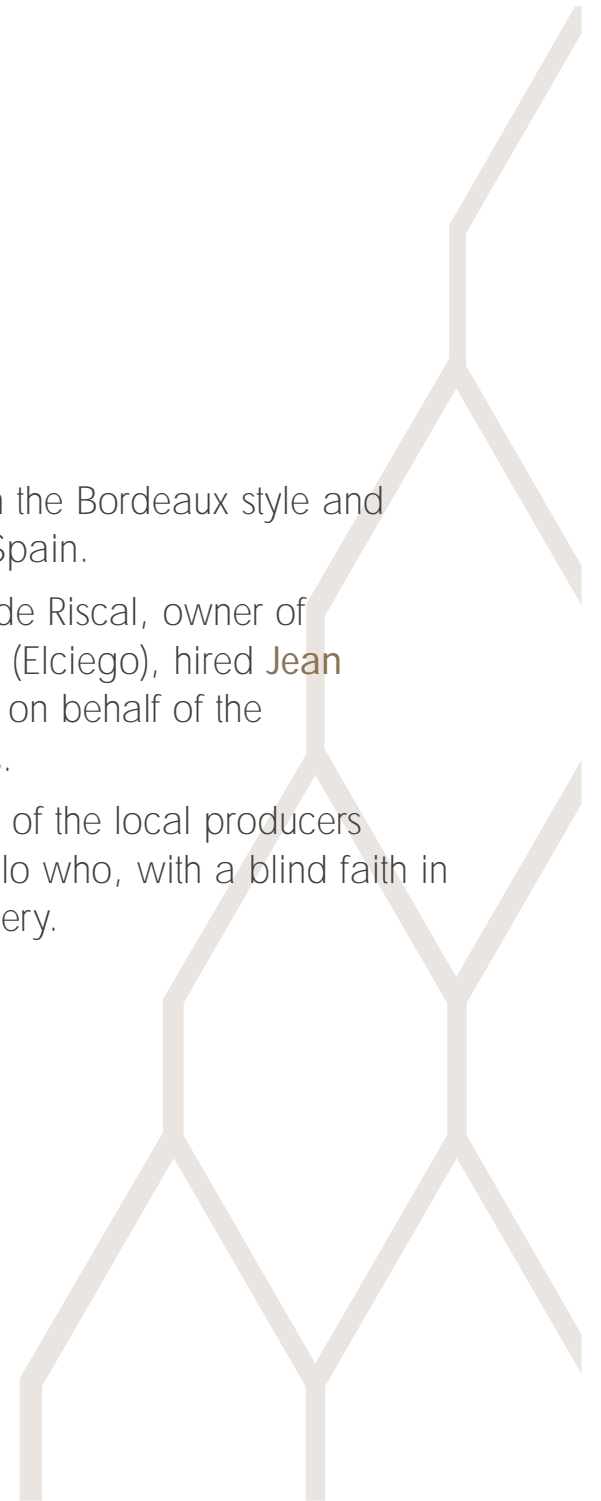 the Bordeaux style and
Spain.
de Riscal, owner of
(Elciego), hired Jean
on behalf of the
of the local producers
lo who, with a blind faith in
ery.